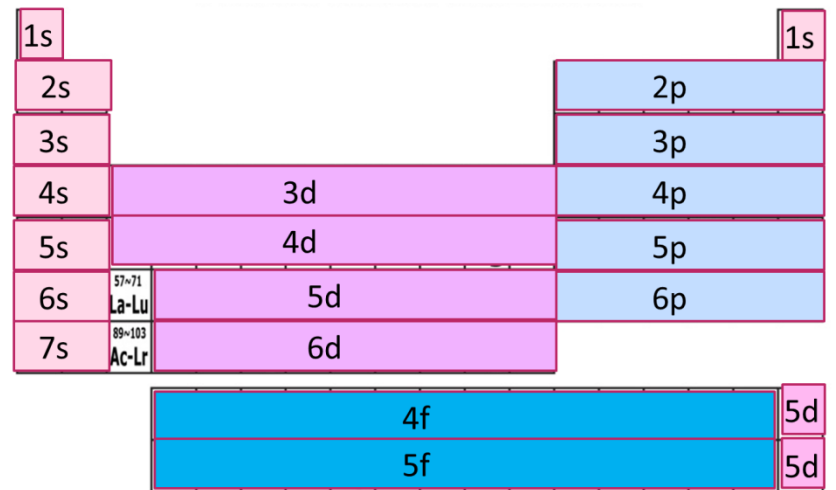 1s 1s
2s 2p
3s 3p
4s 3d 4p
5s 4d 5p
57~71
6s La-Lu 5d 6p
89~103
7s Ac-Lr 6d
4f 5d
5f 5d